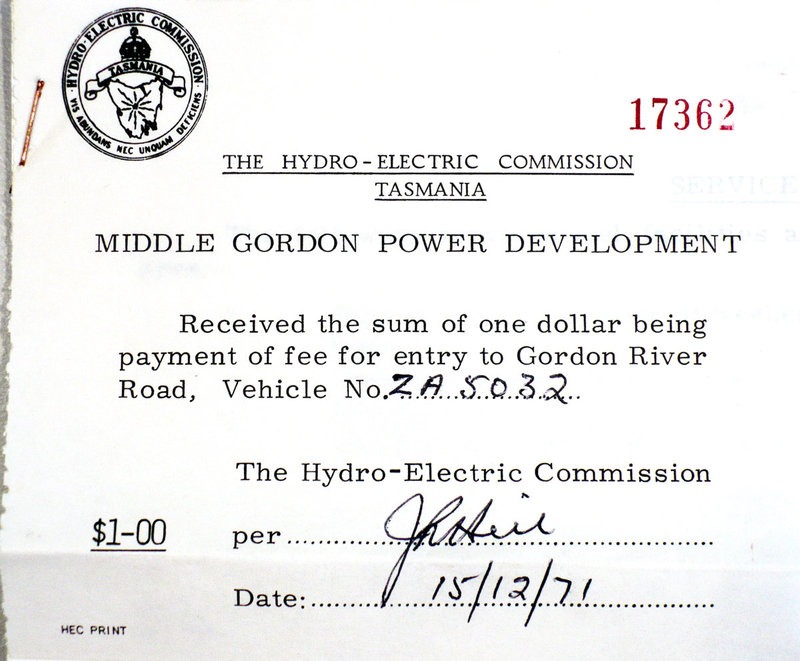 HYDRO-ELECTRIC COMMISSION
TASMANIA
VIS ABUNDANS NEC UNQUAM DEFICIENS
17362
THE HYDRO-ELECTRIC COMMISSION
TASMANIA
SERVICE
MIDDLE GORDON POWER DEVELOPMENT
Received the sum of one dollar being
payment of fee for entry to Gordon River
Road, Vehicle No. ZA 5032
The Hydro-Electric Commission
$1-00 per JRHill
Date: 15/12/71
HEC PRINT